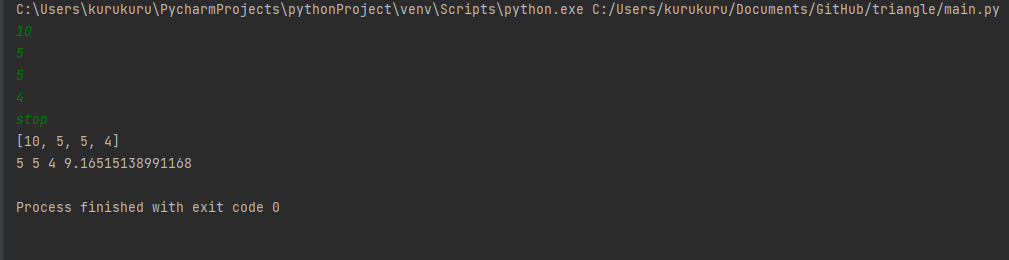 C:\Users\kurukuru\PycharmProjects\pythonProject\venv\Scripts\python.exe C:/Users/kurukuru/Documents/GitHub/triangle/main.py
10
5
5
4
stop
[10, 5, 5, 4]
5 5 4 9.16515138991168
Process finished with exit code 0